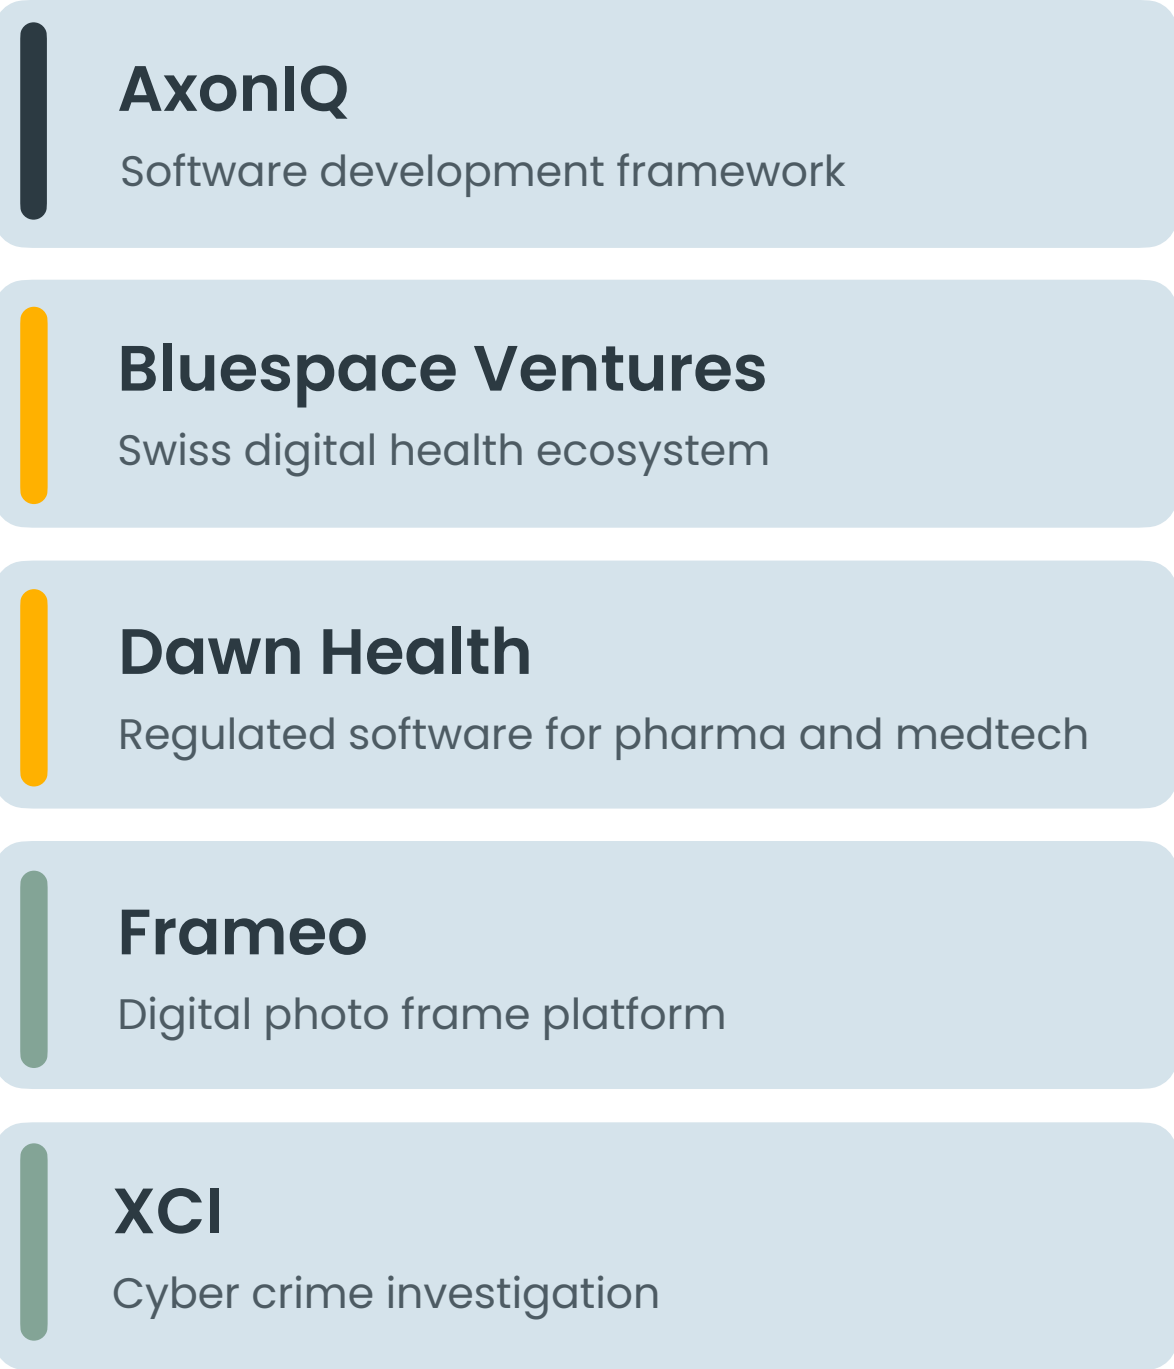 AxonIQ
Software development framework
Bluespace Ventures
Swiss digital health ecosystem
Dawn Health
Regulated software for pharma and medtech
Frameo
Digital photo frame platform
XCI
Cyber crime investigation